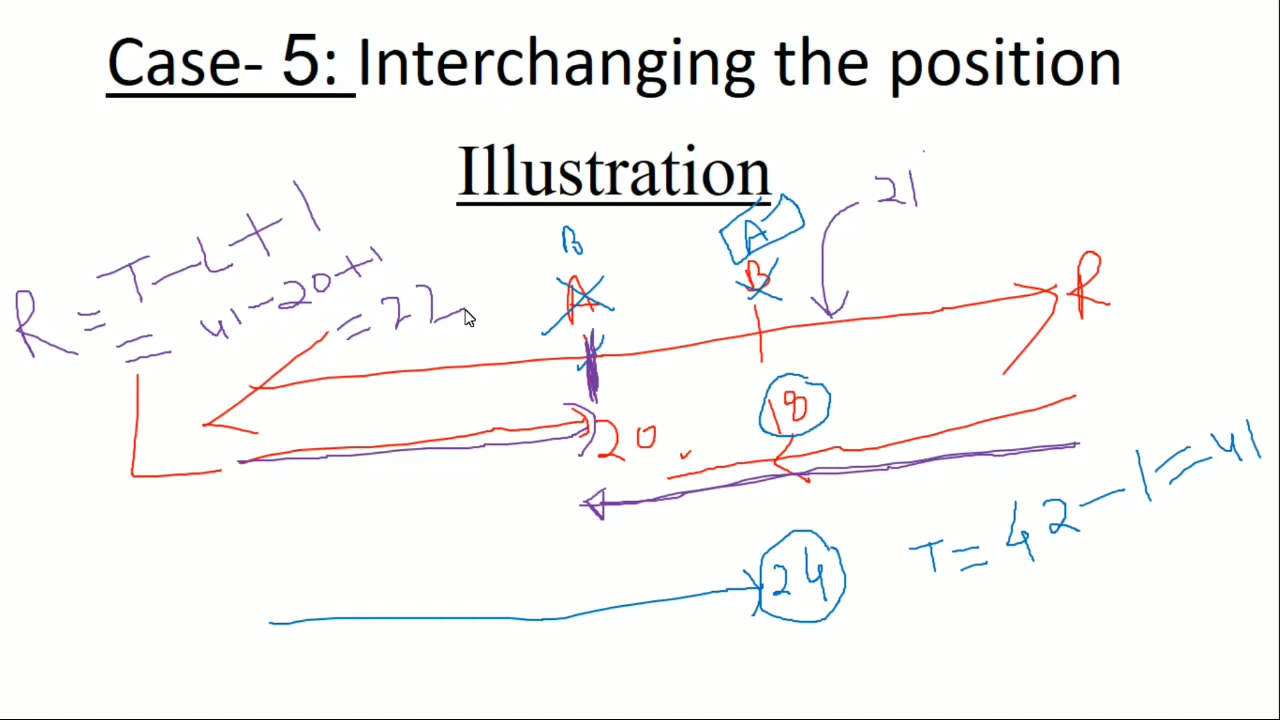 Case- 5: Interchanging the position
Illustration
21
R = T - L + 1
= 41 - 20 + 1
= 22
B
A
A
B
L
R
20
18
24
T = 42 - 1 = 41